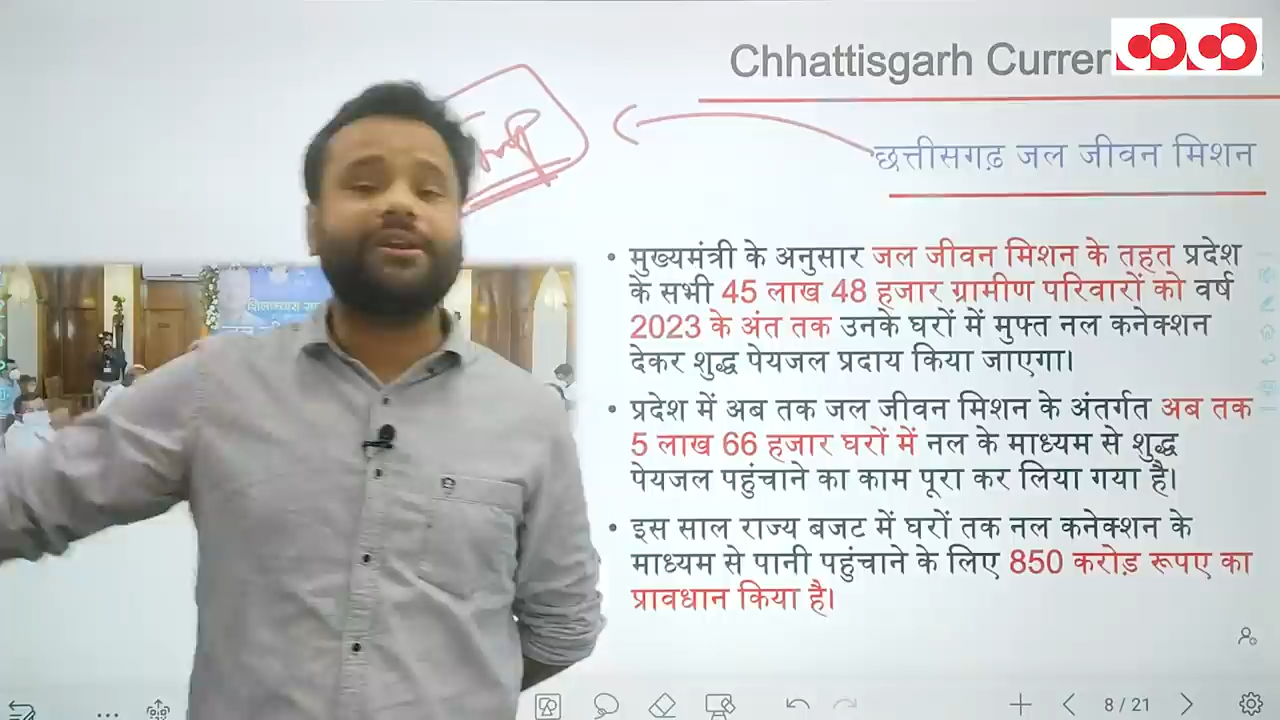 Chhattisgarh Curren
Imp
छत्तीसगढ़ जल जीवन मिशन
• मुख्यमंत्री के अनुसार जल जीवन मिशन के तहत प्रदेश
के सभी 45 लाख 48 हजार ग्रामीण परिवारों को वर्ष
2023 के अंत तक उनके घरों में मुफ्त नल कनेक्शन
देकर शुद्ध पेयजल प्रदाय किया जाएगा।
• प्रदेश में अब तक जल जीवन मिशन के अंतर्गत अब तक
5 लाख 66 हजार घरों में नल के माध्यम से शुद्ध
पेयजल पहुंचाने का काम पूरा कर लिया गया है।
• इस साल राज्य बजट में घरों तक नल कनेक्शन के
माध्यम से पानी पहुंचाने के लिए 850 करोड़ रूपए का
प्रावधान किया है।
8 / 21